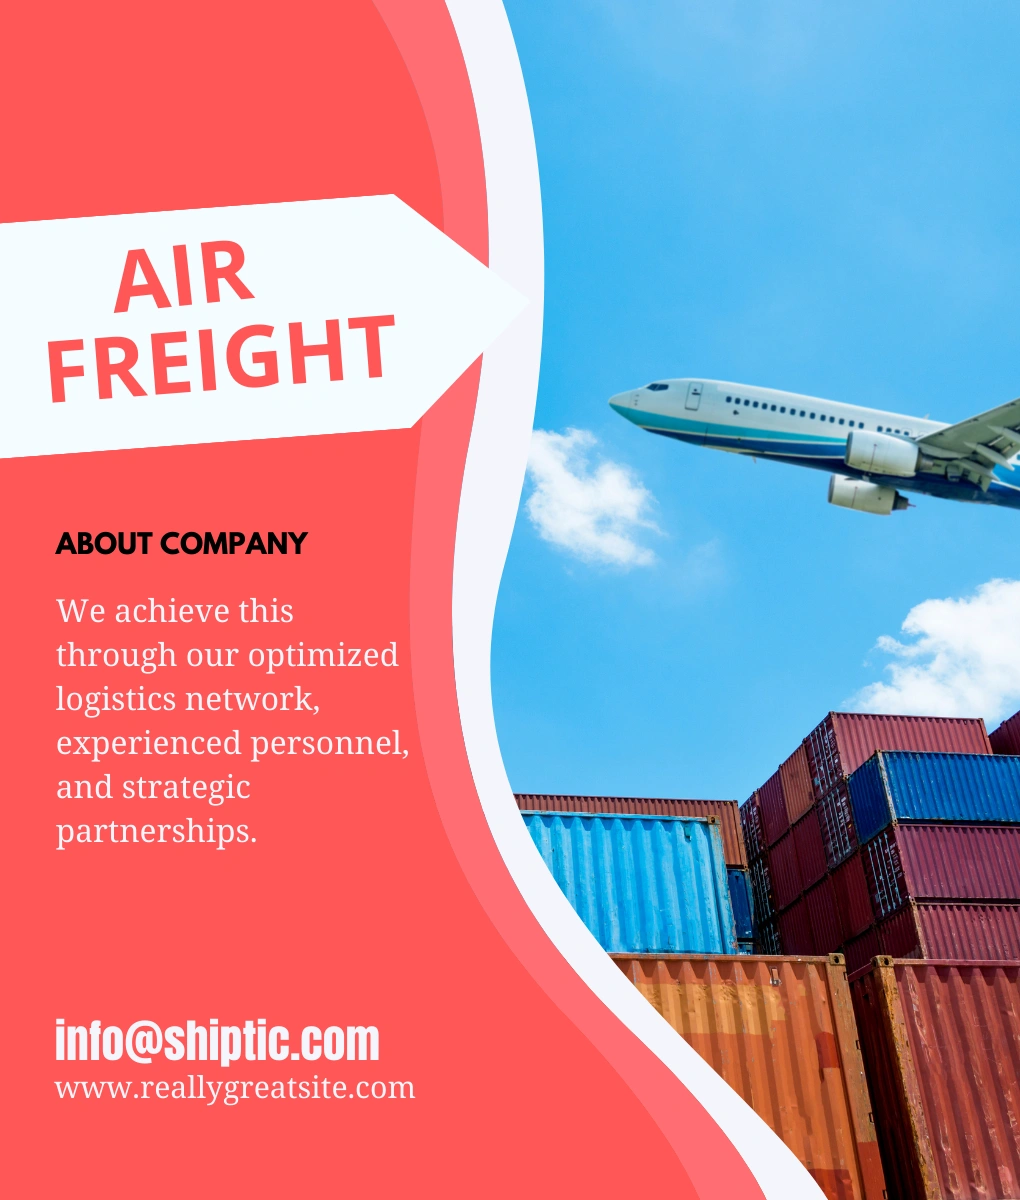 AIR
FREIGHT
ABOUT COMPANY
We achieve this
through our optimized
logistics network,
experienced personnel,
and strategic
partnerships.
info@shiptic.com
www.reallygreatsite.com